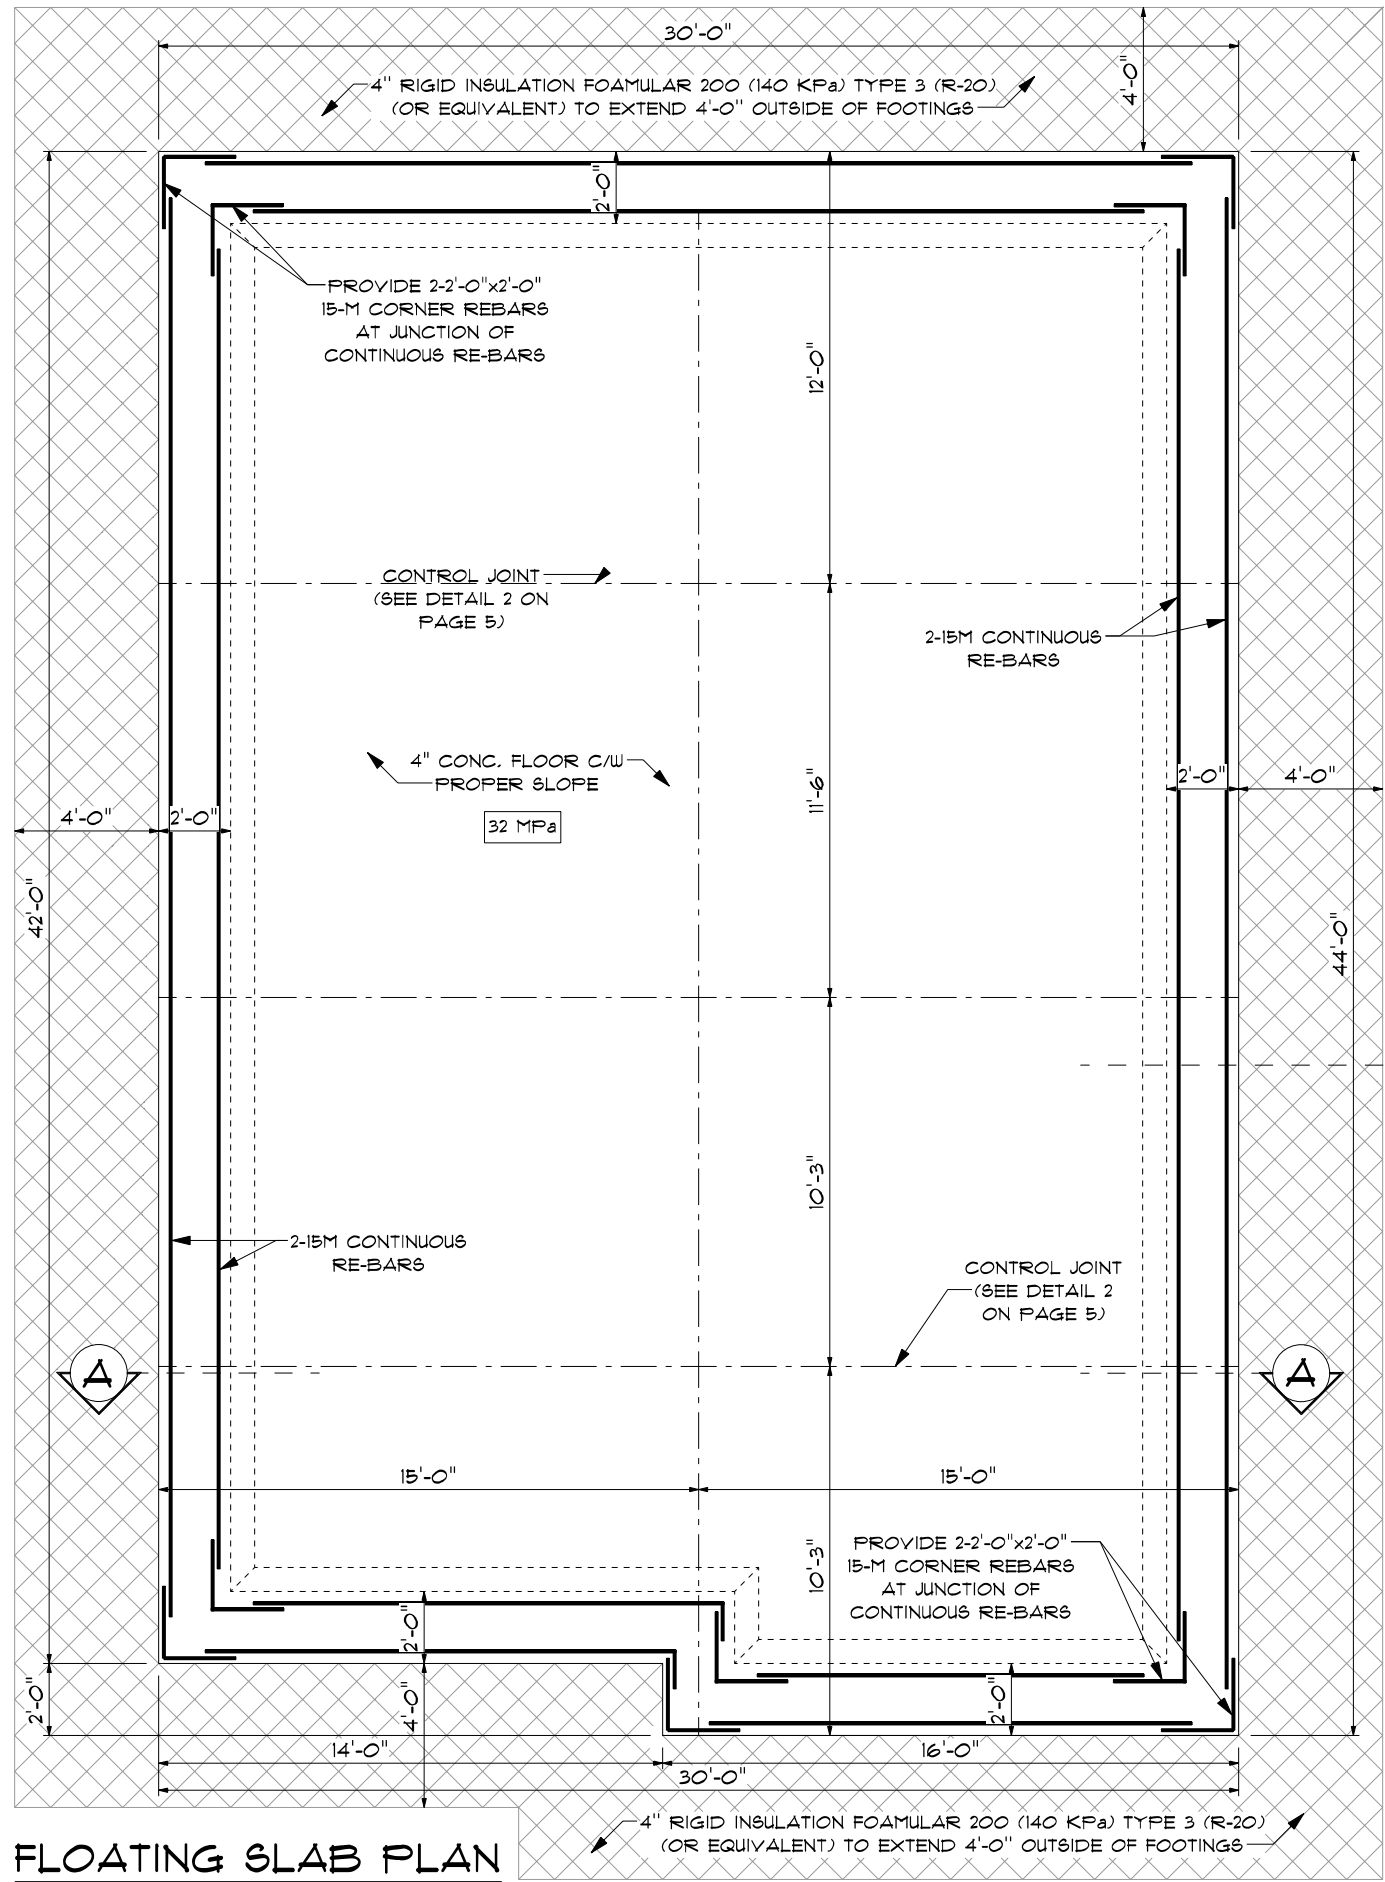 30'-0"
4'-0"
4" RIGID INSULATION FOAMULAR 200 (140 KPa) TYPE 3 (R-20)
(OR EQUIVALENT) TO EXTEND 4'-0" OUTSIDE OF FOOTINGS
2'-0"
PROVIDE 2-2'-0"x2'-0"
15-M CORNER REBARS
AT JUNCTION OF
CONTINUOUS RE-BARS
12'-0"
CONTROL JOINT
(SEE DETAIL 2 ON
PAGE 5)
2-15M CONTINUOUS
RE-BARS
4" CONC. FLOOR C/W
PROPER SLOPE
32 MPa
11'-6"
2'-0"
4'-0"
4'-0"
2'-0"
42'-0"
44'-0"
10'-3"
2-15M CONTINUOUS
RE-BARS
CONTROL JOINT
(SEE DETAIL 2
ON PAGE 5)
A
A
15'-0"
15'-0"
10'-3"
PROVIDE 2-2'-0"x2'-0"
15-M CORNER REBARS
AT JUNCTION OF
CONTINUOUS RE-BARS
2'-0"
2'-0"
4'-0"
2'-0"
14'-0"
16'-0"
30'-0"
4" RIGID INSULATION FOAMULAR 200 (140 KPa) TYPE 3 (R-20)
(OR EQUIVALENT) TO EXTEND 4'-0" OUTSIDE OF FOOTINGS
FLOATING SLAB PLAN